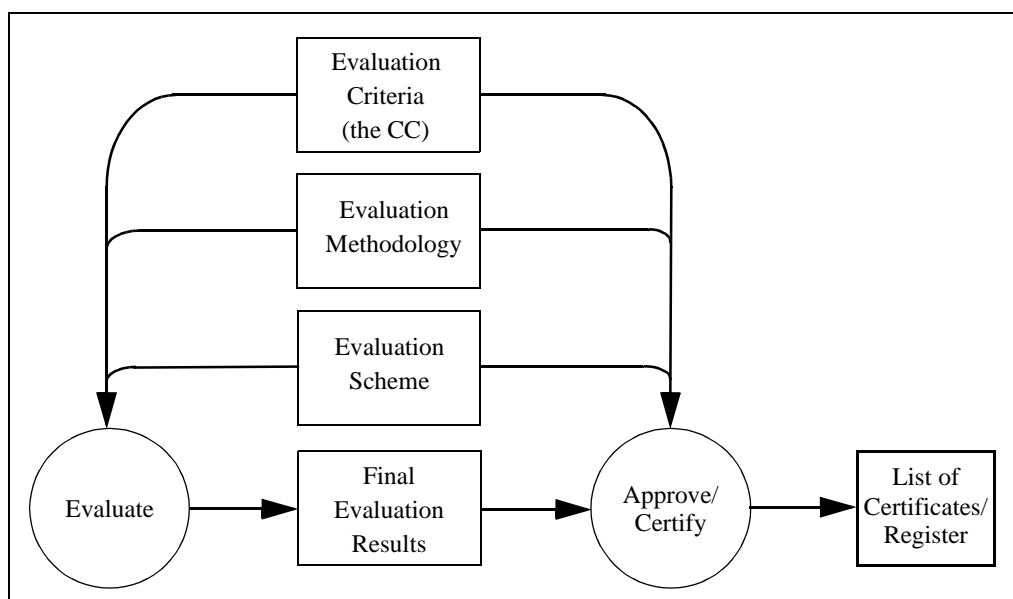 Evaluation
Criteria
(the CC)
Evaluation
Methodology
Evaluation
Scheme
Evaluate
Final
Evaluation
Results
Approve/
Certify
List of
Certificates/
Register